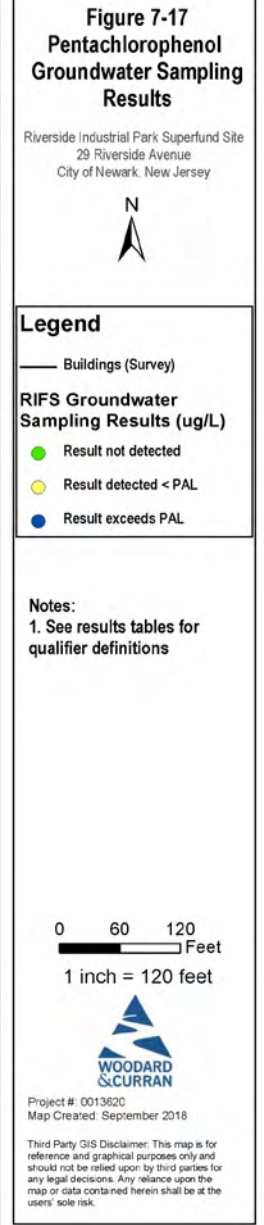 Figure 7-17
Pentachlorophenol
Groundwater Sampling
Results
Riverside Industrial Park Superfund Site
29 Riverside Avenue
City of Newark, New Jersey
N
Legend
Buildings (Survey)
RIFS Groundwater
Sampling Results (ug/L)
Result not detected
Result detected < PAL
Result exceeds PAL
Notes:
1. See results tables for
qualifier definitions
0 60 120
Feet
1 inch = 120 feet
WOODARD
&CURRAN
Project #: 0013620
Map Created: September 2018
Third Party GIS Disclaimer: This map is for
reference and graphical purposes only and
should not be relied upon by third parties for
any legal decisions. Any reliance upon the
map or data contained herein shall be at the
users' sole risk.